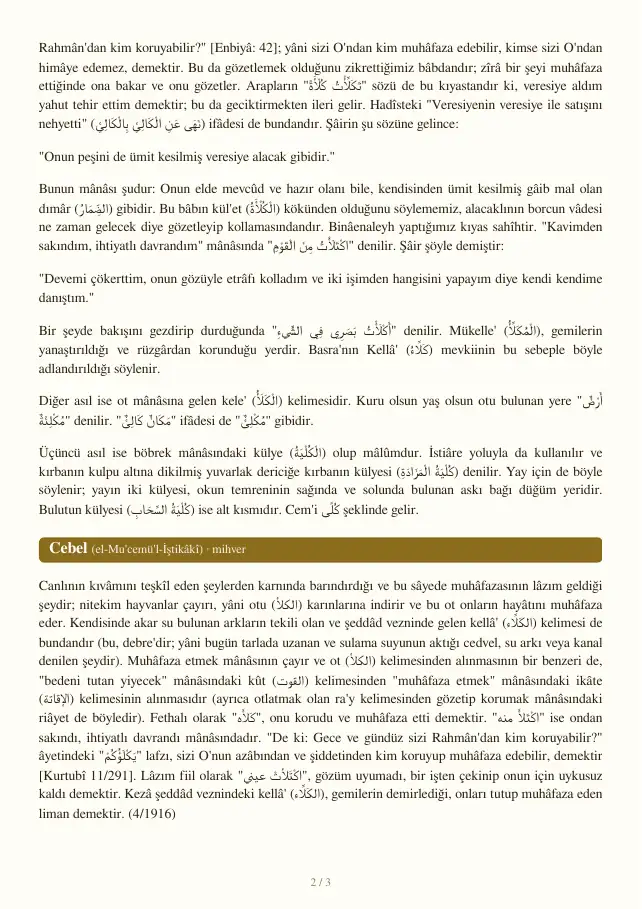 Rahmân'dan kim koruyabilir?" [Enbiyâ: 42]; yâni sizi O'ndan kim muhâfaza edebilir, kimse sizi O'ndan
himâye edemez, demektir. Bu da gözetlemek olduğunu zikrettiğimiz bâbdandır; zîrâ bir şeyi muhâfaza
ettiğinde ona bakar ve onu gözetler. Arapların "تَكَلَّأْتُ كُلْأَةً" sözü de bu kıyastandır ki, veresiye aldım
yahut tehir ettim demektir; bu da geciktirmekten ileri gelir. Hadîsteki "Veresiyenin veresiye ile satışını
nehyetti" (نَهَى عَنِ الْكَالِئِ بِالْكَالِئِ) ifâdesi de bundandır. Şâirin şu sözüne gelince:
"Onun peşini de ümit kesilmiş veresiye alacak gibidir."
Bunun mânâsı şudur: Onun elde mevcûd ve hazır olanı bile, kendisinden ümit kesilmiş gâib mal olan
dımâr (الضِّمَارُ) gibidir. Bu bâbın kül'et (الْكُلْأَةُ) kökünden olduğunu söylememiz, alacaklının borcun vâdesi
ne zaman gelecek diye gözetleyip kollamasındandır. Binâenaleyh yaptığımız kıyas sahîhtir. "Kavimden
sakındım, ihtiyatlı davrandım" mânâsında "اكْتَلَأْتُ مِنَ الْقَوْمِ" denilir. Şâir şöyle demiştir:
"Devemi çökerttim, onun gözüyle etrâfı kolladım ve iki işimden hangisini yapayım diye kendi kendime
danıştım."
Bir şeyde bakışını gezdirip durduğunda "أَكْلَأْتُ بَصَرِي فِي الشَّيْءِ" denilir. Mükelle' (الْمُكَلَّأُ), gemilerin
yanaştırıldığı ve rüzgârdan korunduğu yerdir. Basra'nın Kellâ' (كَلَّاءُ) mevkiinin bu sebeple böyle
adlandırıldığı söylenir.
Diğer asıl ise ot mânâsına gelen kele' (الْكَلَأُ) kelimesidir. Kuru olsun yaş olsun otu bulunan yere "أَرْضٌ
مُكْلِئَةٌ" denilir. "مَكَانٌ كَالِئٌ" ifâdesi de "مُكْلِئٌ" gibidir.
Üçüncü asıl ise böbrek mânâsındaki külye (الْكُلْيَةُ) olup mâlûmdur. İstiâre yoluyla da kullanılır ve
kırbanın kulpu altına dikilmiş yuvarlak dericiğe kırbanın külyesi (كُلْيَةُ الْمَزَادَةِ) denilir. Yay için de böyle
söylenir; yayın iki külyesi, okun temreninin sağında ve solunda bulunan askı bağı düğüm yeridir.
Bulutun külyesi (كُلْيَةُ السَّحَابِ) ise alt kısmıdır. Cem'i كُلًى şeklinde gelir.
Cebel (el-Mu'cemü'l-İştikâkî) · mihver
Canlının kıvâmını teşkîl eden şeylerden karnında barındırdığı ve bu sâyede muhâfazasının lâzım geldiği
şeydir; nitekim hayvanlar çayırı, yâni otu (الكلأ) karınlarına indirir ve bu ot onların hayâtını muhâfaza
eder. Kendisinde akar su bulunan arkların tekili olan ve şeddâd vezninde gelen kellâ' (الكلّاء) kelimesi de
bundandır (bu, debre'dir; yâni bugün tarlada uzanan ve sulama suyunun aktığı cedvel, su arkı veya kanal
denilen şeydir). Muhâfaza etmek mânâsının çayır ve ot (الكلأ) kelimesinden alınmasının bir benzeri de,
"bedeni tutan yiyecek" mânâsındaki kût (القوت) kelimesinden "muhâfaza etmek" mânâsındaki ikâte
(الإقاتة) kelimesinin alınmasıdır (ayrıca otlatmak olan ra'y kelimesinden gözetip korumak mânâsındaki
riâyet de böyledir). Fethalı olarak "كَلأه", onu korudu ve muhâfaza etti demektir. "اكْتَلأَ منه" ise ondan
sakındı, ihtiyatlı davrandı mânâsındadır. "De ki: Gece ve gündüz sizi Rahmân'dan kim koruyabilir?"
âyetindeki "يَكْلَؤُكُمْ" lafzı, sizi O'nun azâbından ve şiddetinden kim koruyup muhâfaza edebilir, demektir
[Kurtubî 11/291]. Lâzım fiil olarak "اكْتَلأَتْ عيني", gözüm uyumadı, bir işten çekinip onun için uykusuz
kaldı demektir. Kezâ şeddâd veznindeki kellâ' (الكلّاء), gemilerin demirlediği, onları tutup muhâfaza eden
liman demektir. (4/1916)
2 / 3